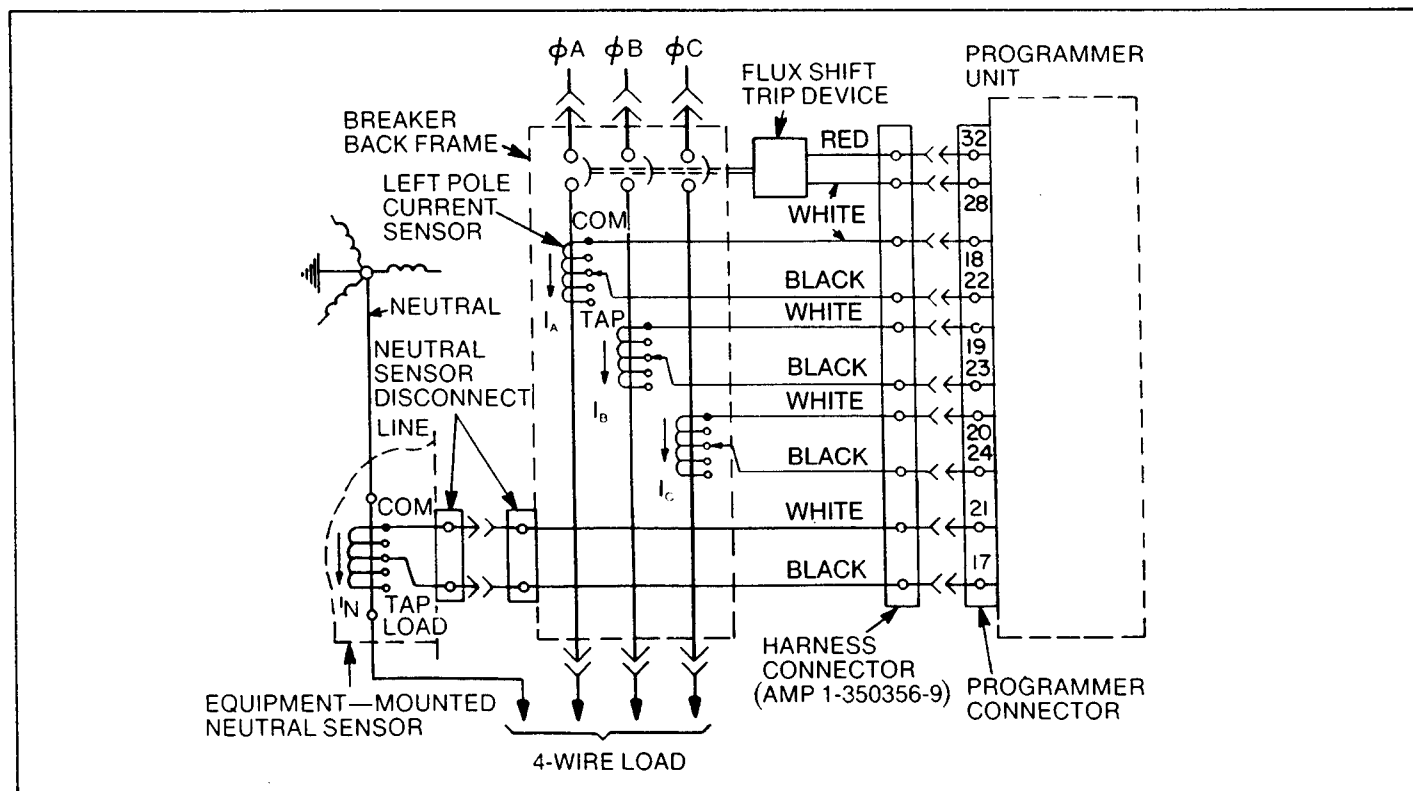 ϕA ϕB ϕC
PROGRAMMER
UNIT
FLUX SHIFT
TRIP DEVICE
BREAKER
BACK FRAME
RED
32
LEFT POLE
CURRENT
SENSOR
28
WHITE
COM
18
BLACK
22
NEUTRAL
I_A
TAP
WHITE
19
NEUTRAL
SENSOR
DISCONNECT
BLACK
23
I_B
WHITE
LINE
20
24
BLACK
I_C
COM
WHITE
21
BLACK
17
I_N
TAP
LOAD
HARNESS
CONNECTOR
(AMP 1-350356-9)
PROGRAMMER
CONNECTOR
EQUIPMENT—MOUNTED
NEUTRAL SENSOR
4-WIRE LOAD